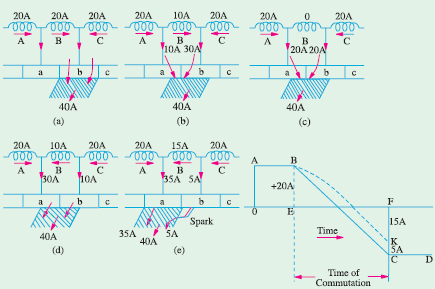 20A 20A 20A
A B C
a b c
40A
(a)
20A 10A 20A
A B C
10A 30A
a b c
40A
(b)
20A 0 20A
A B C
20A 20A
a b c
40A
(c)
20A 10A 20A
A B C
30A 10A
a b c
40A
(d)
20A 15A 20A
A B C
35A 5A
a b c
Spark
35A 40A 5A
(e)
A B
+20A
0 E
F
15A
Time
K
5A
C D
Time of
Commutation